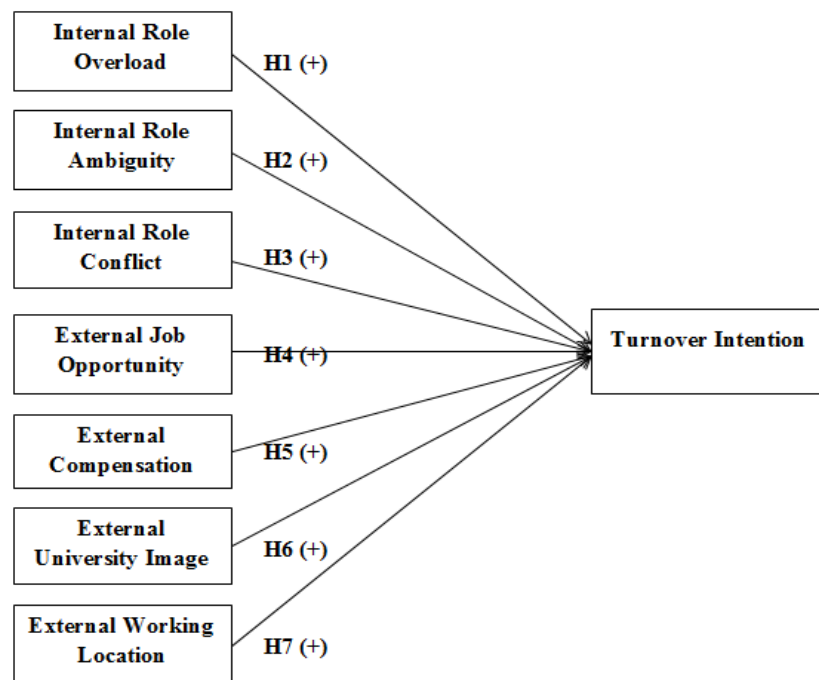 Internal Role
Overload
H1 (+)
Internal Role
Ambiguity
H2 (+)
Internal Role
Conflict
H3 (+)
External Job
Opportunity
H4 (+)
Turnover Intention
External
Compensation
H5 (+)
External
University Image
H6 (+)
External Working
Location
H7 (+)